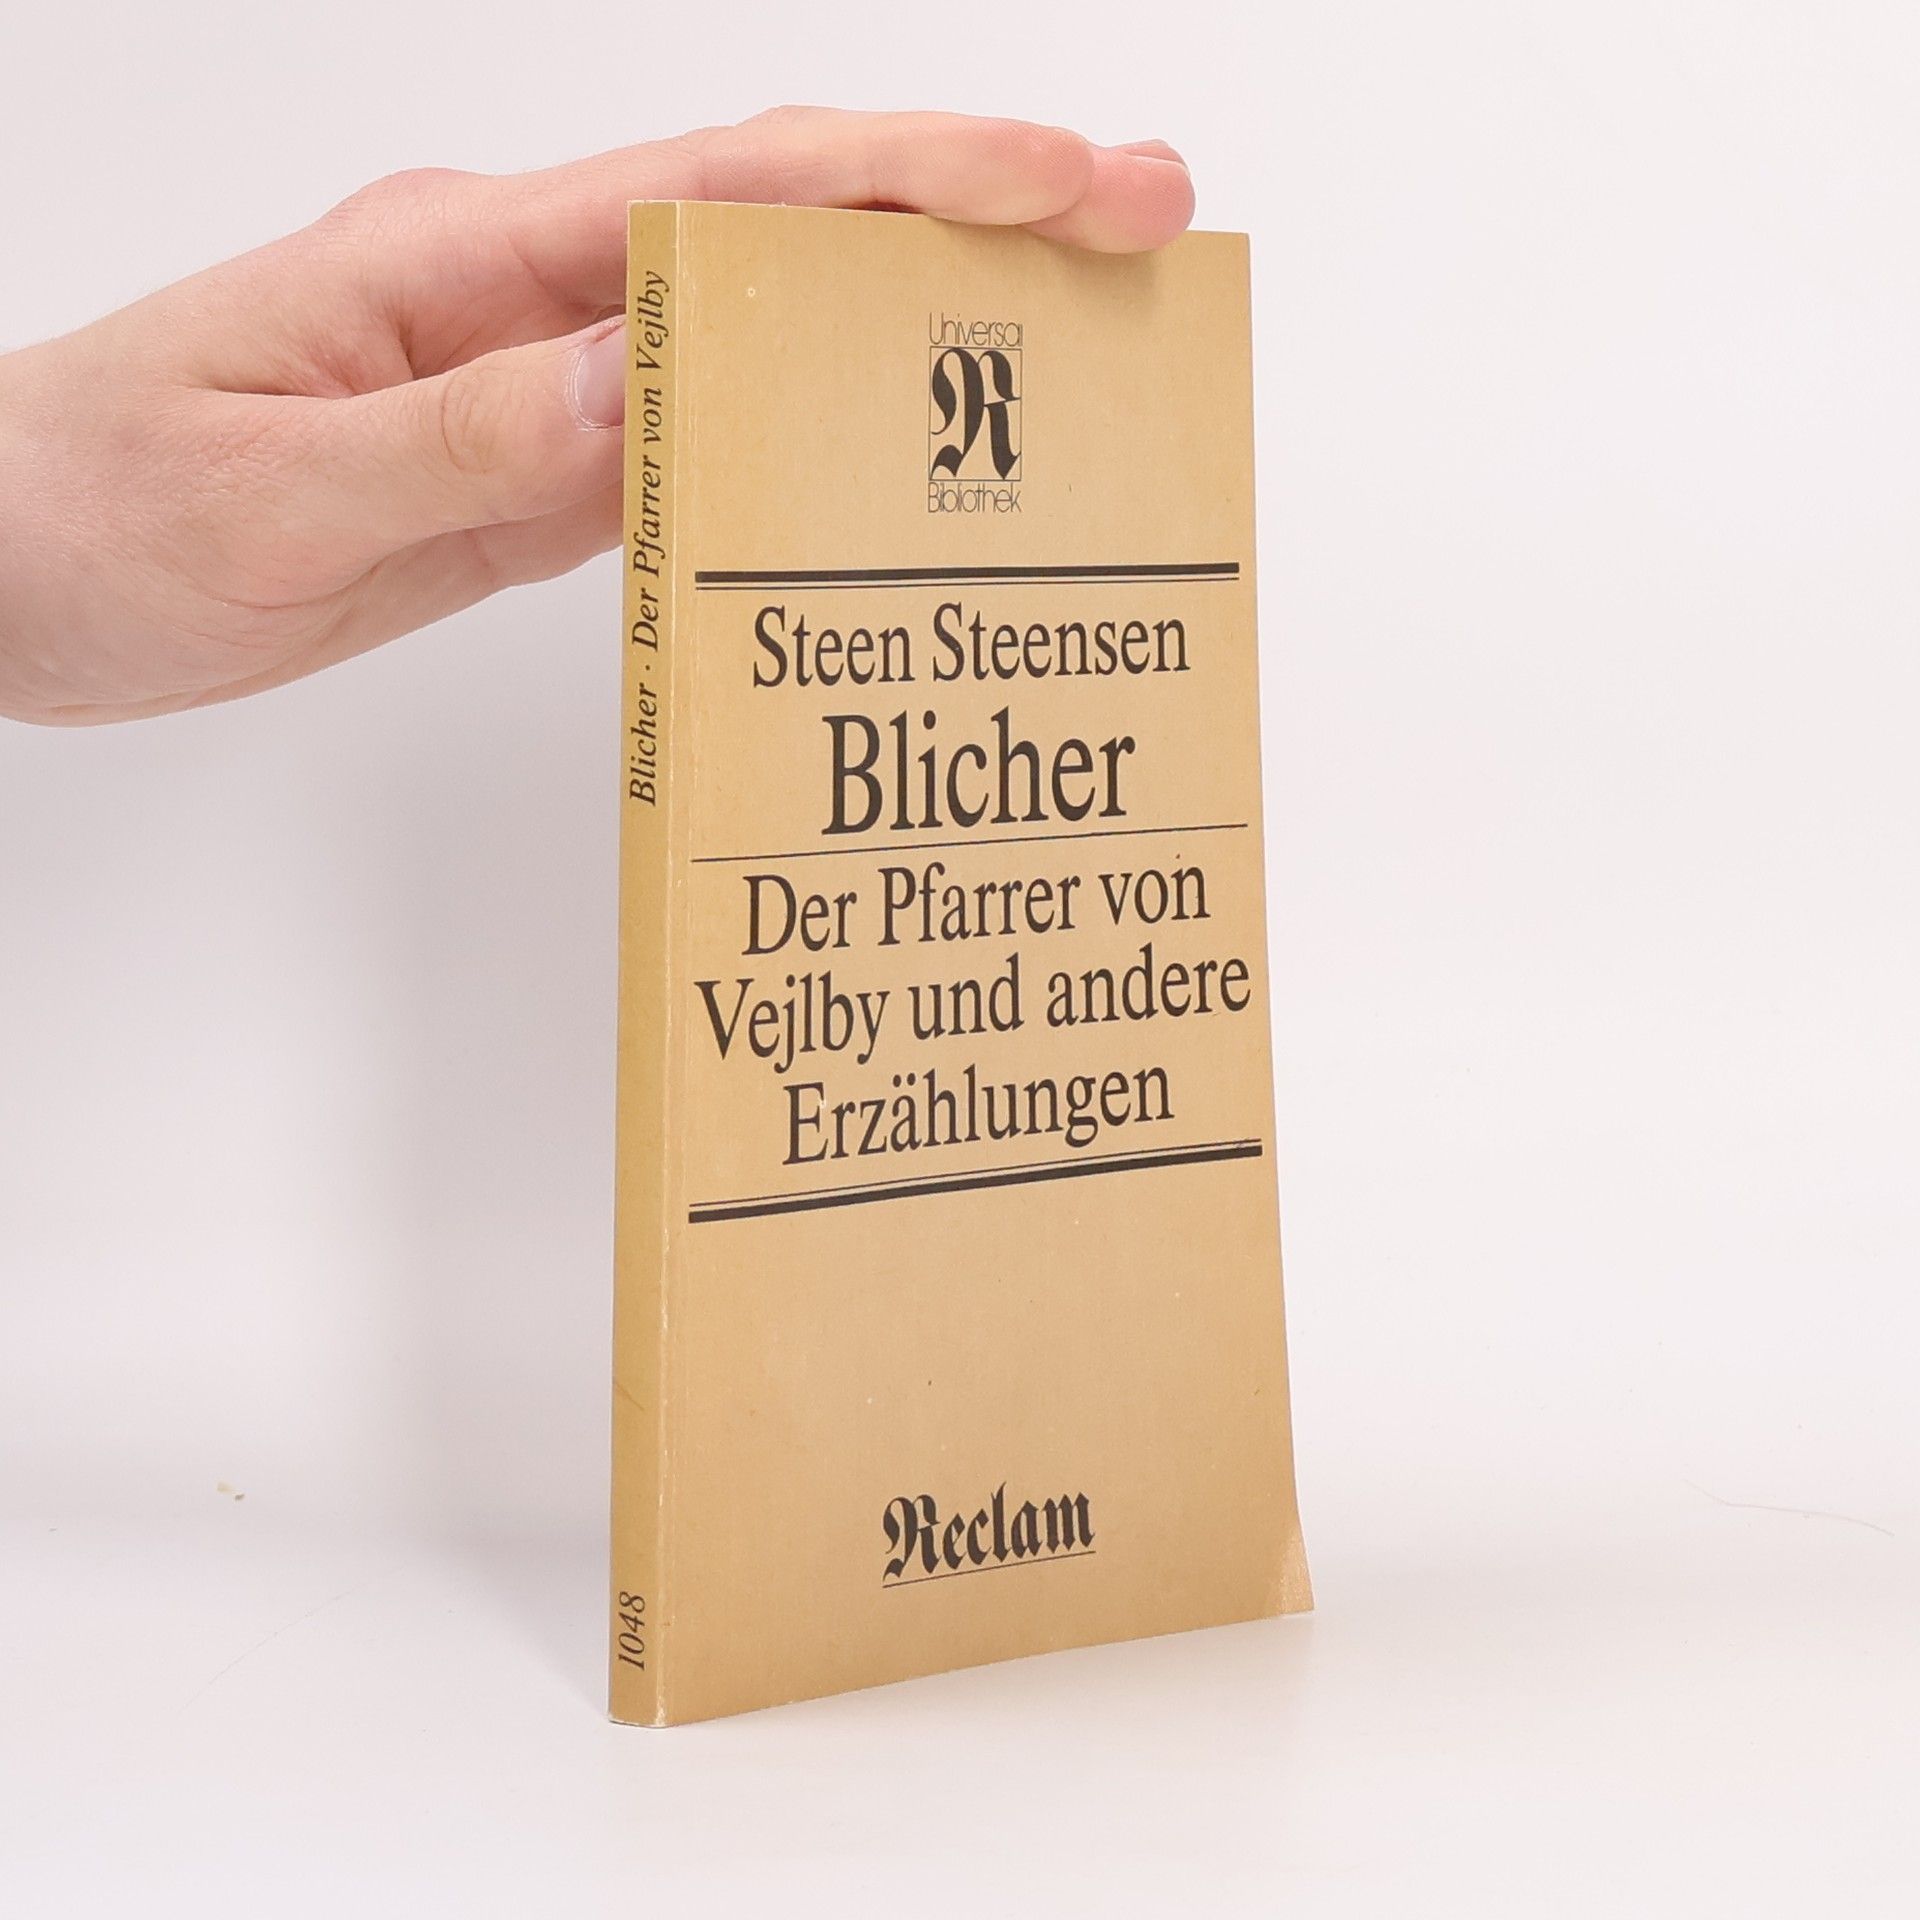 Blicher · Der Pfarrer von Vejlby
1048
Universal
R
Bibliothek
Steen Steensen
Blicher
Der Pfarrer von
Vejlby und andere
Erzählungen
Reclam